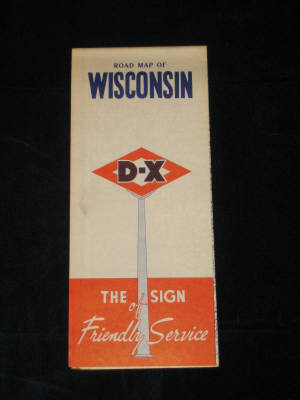 ROAD MAP OF
WISCONSIN
D-X
THE SIGN
of
Friendly Service